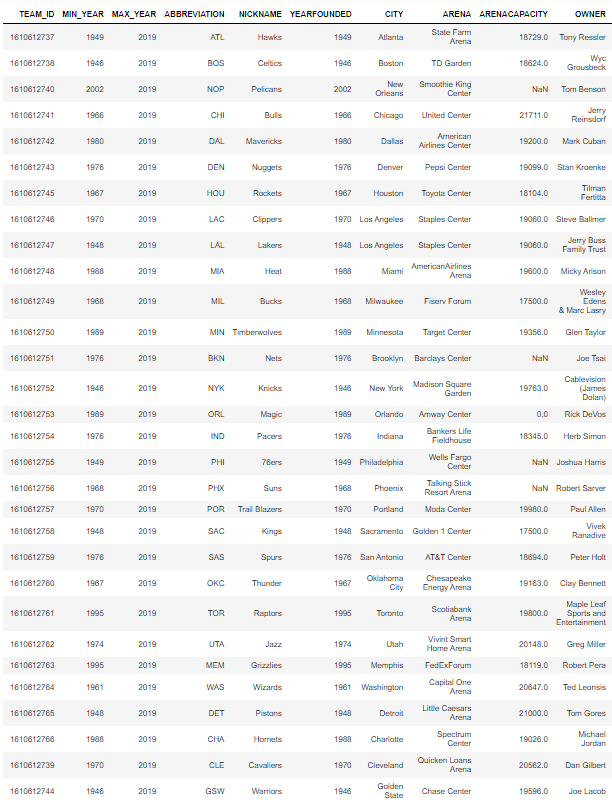 TEAM_ID MIN_YEAR MAX_YEAR ABBREVIATION NICKNAME YEARFOUNDED CITY ARENA ARENACAPACITY OWNER
1610612737 1949 2019 ATL Hawks 1949 Atlanta State Farm Arena 18729.0 Tony Ressler
1610612738 1946 2019 BOS Celtics 1946 Boston TD Garden 18624.0 Wyc Grousbeck
1610612740 2002 2019 NOP Pelicans 2002 New Orleans Smoothie King Center NaN Tom Benson
1610612741 1966 2019 CHI Bulls 1966 Chicago United Center 21711.0 Jerry Reinsdorf
1610612742 1980 2019 DAL Mavericks 1980 Dallas American Airlines Center 19200.0 Mark Cuban
1610612743 1976 2019 DEN Nuggets 1976 Denver Pepsi Center 19099.0 Stan Kroenke
1610612745 1967 2019 HOU Rockets 1967 Houston Toyota Center 18104.0 Tilman Fertitta
1610612746 1970 2019 LAC Clippers 1970 Los Angeles Staples Center 19060.0 Steve Ballmer
1610612747 1948 2019 LAL Lakers 1948 Los Angeles Staples Center 19060.0 Jerry Buss Family Trust
1610612748 1988 2019 MIA Heat 1988 Miami AmericanAirlines Arena 19600.0 Micky Arison
1610612749 1968 2019 MIL Bucks 1968 Milwaukee Fiserv Forum 17500.0 Wesley Edens & Marc Lasry
1610612750 1989 2019 MIN Timberwolves 1989 Minnesota Target Center 19356.0 Glen Taylor
1610612751 1976 2019 BKN Nets 1976 Brooklyn Barclays Center NaN Joe Tsai
1610612752 1946 2019 NYK Knicks 1946 New York Madison Square Garden 19763.0 Cablevision (James Dolan)
1610612753 1989 2019 ORL Magic 1989 Orlando Amway Center 0.0 Rick DeVos
1610612754 1976 2019 IND Pacers 1976 Indiana Bankers Life Fieldhouse 18345.0 Herb Simon
1610612755 1949 2019 PHI 76ers 1949 Philadelphia Wells Fargo Center NaN Joshua Harris
1610612756 1968 2019 PHX Suns 1968 Phoenix Talking Stick Resort Arena NaN Robert Sarver
1610612757 1970 2019 POR Trail Blazers 1970 Portland Moda Center 19980.0 Paul Allen
1610612758 1948 2019 SAC Kings 1948 Sacramento Golden 1 Center 17500.0 Vivek Ranadive
1610612759 1976 2019 SAS Spurs 1976 San Antonio AT&T Center 18694.0 Peter Holt
1610612760 1967 2019 OKC Thunder 1967 Oklahoma City Chesapeake Energy Arena 19163.0 Clay Bennett
1610612761 1995 2019 TOR Raptors 1995 Toronto Scotiabank Arena 19800.0 Maple Leaf Sports and Entertainment
1610612762 1974 2019 UTA Jazz 1974 Utah Vivint Smart Home Arena 20148.0 Greg Miller
1610612763 1995 2019 MEM Grizzlies 1995 Memphis FedExForum 18119.0 Robert Pera
1610612764 1961 2019 WAS Wizards 1961 Washington Capital One Arena 20647.0 Ted Leonsis
1610612765 1948 2019 DET Pistons 1948 Detroit Little Caesars Arena 21000.0 Tom Gores
1610612766 1988 2019 CHA Hornets 1988 Charlotte Spectrum Center 19026.0 Michael Jordan
1610612739 1970 2019 CLE Cavaliers 1970 Cleveland Quicken Loans Arena 20562.0 Dan Gilbert
1610612744 1946 2019 GSW Warriors 1946 Golden State Chase Center 19596.0 Joe Lacob